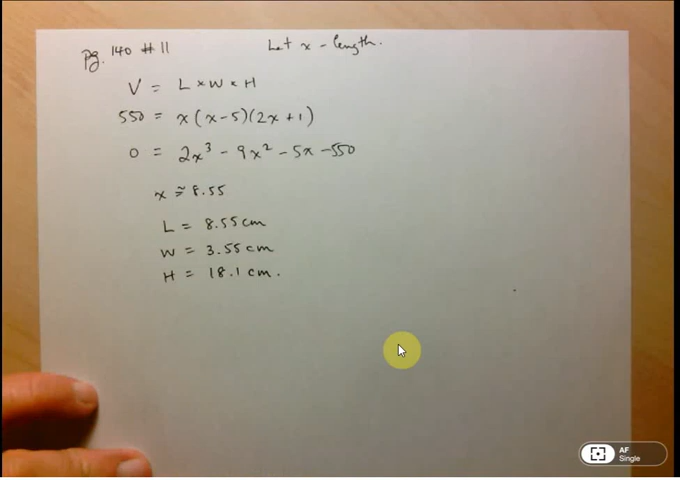 Pg. 140 # 11
Let x - length.
V = L × W × H
550 = x(x-5)(2x+1)
0 = 2x³ - 9x² - 5x - 550
x ≅ 8.55
L = 8.55 cm
W = 3.55 cm
H = 18.1 cm.
AF
Single